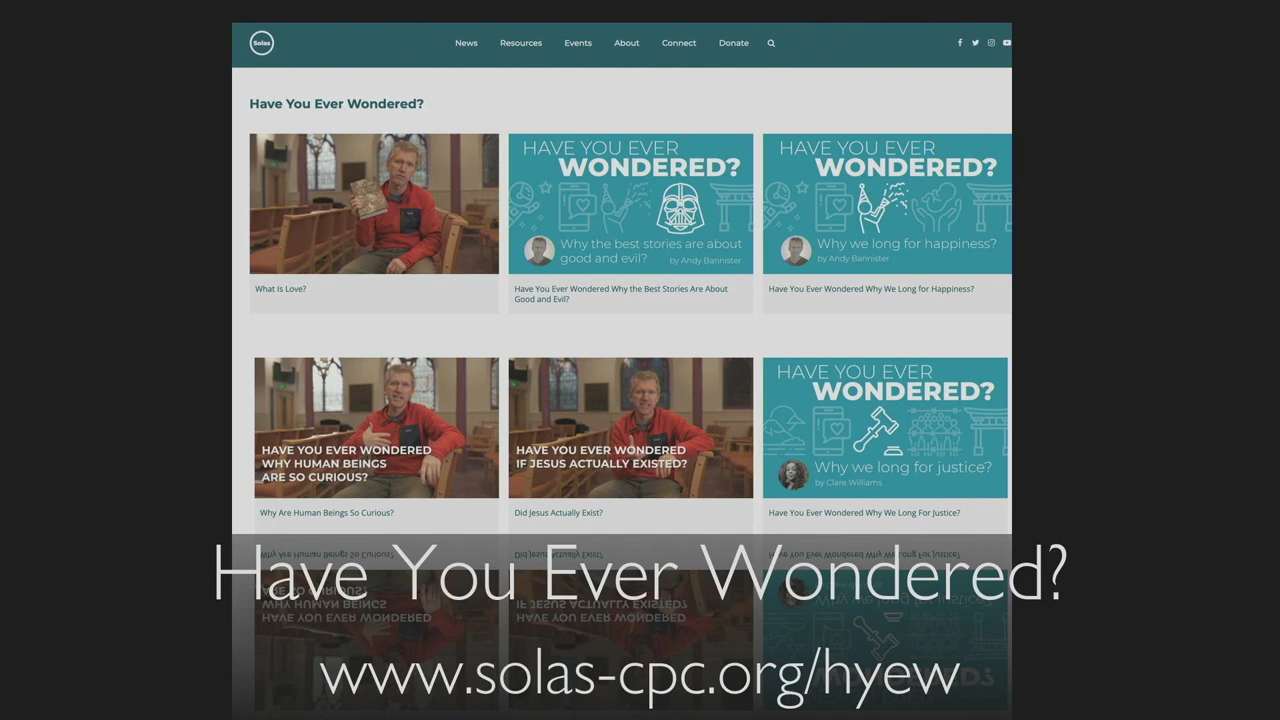 Solas
News Resources Events About Connect Donate
Have You Ever Wondered?
HAVE YOU EVER
WONDERED?
Why the best stories are about
good and evil? by Andy Bannister
HAVE YOU EVER
WONDERED?
Why we long for happiness?
by Andy Bannister
What Is Love?
Have You Ever Wondered Why the Best Stories Are About
Good and Evil?
Have You Ever Wondered Why We Long for Happiness?
HAVE YOU EVER WONDERED
WHY HUMAN BEINGS
ARE SO CURIOUS?
HAVE YOU EVER WONDERED
IF JESUS ACTUALLY EXISTED?
HAVE YOU EVER
WONDERED?
Why we long for justice?
by Clare Williams
Why Are Human Beings So Curious?
Did Jesus Actually Exist?
Have You Ever Wondered Why We Long For Justice?
Have You Ever Wondered?
www.solas-cpc.org/hyew